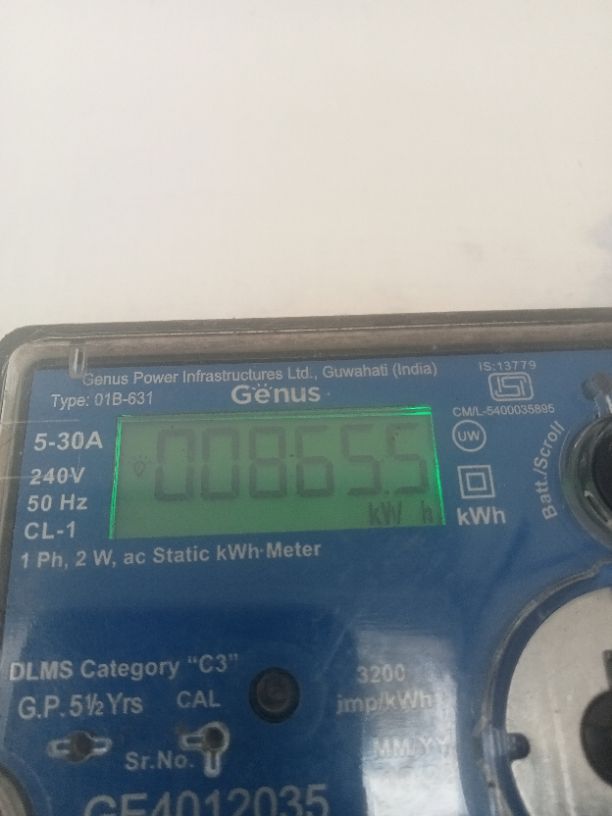 Genus Power Infrastructures Ltd., Guwahati (India)
IS:13779
Type: 01B-631
Genus
CM/L-5400035895
5-30A
00865.5
UW
240V
50 Hz
kW h
kWh
Batt./Scroll
CL-1
1 Ph, 2 W, ac Static kWh Meter
DLMS Category "C3"
3200
G.P. 5½ Yrs
CAL
imp/kWh
Sr.No.
MM/YY
GE4012035